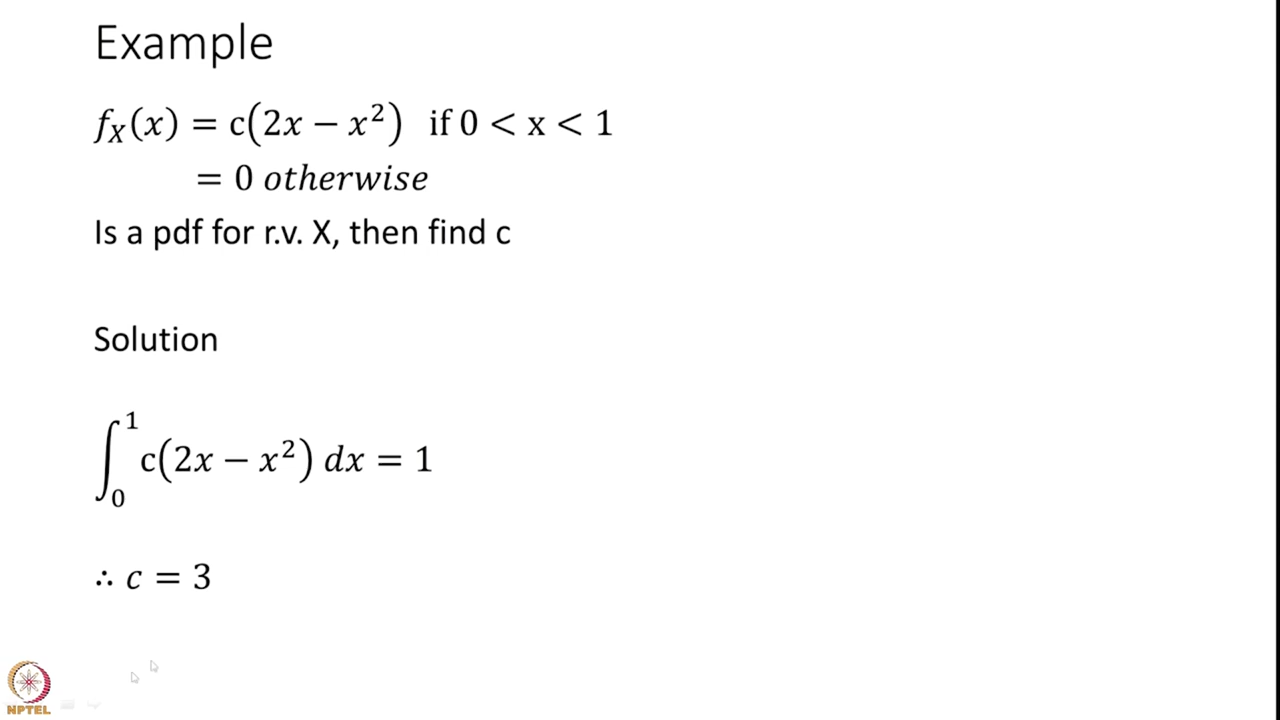 Example
f_X(x) = c(2x − x²) if 0 < x < 1
= 0 otherwise
Is a pdf for r.v. X, then find c
Solution
∫₀¹ c(2x − x²) dx = 1
∴ c = 3
NPTEL